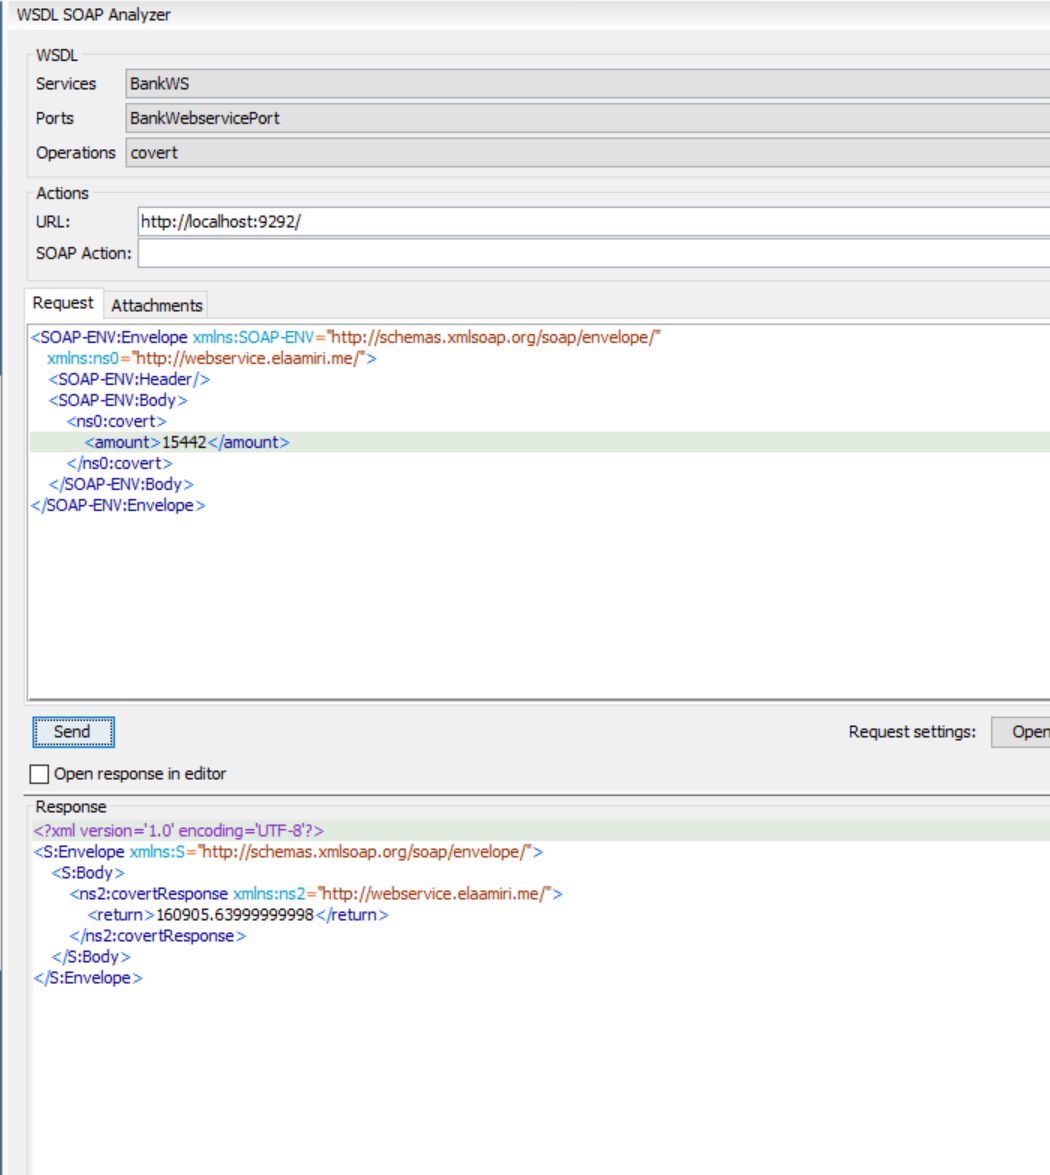 WSDL SOAP Analyzer
WSDL
Services BankWS
Ports BankWebservicePort
Operations covert
Actions
URL: http://localhost:9292/
SOAP Action:
Request Attachments
<SOAP-ENV:Envelope xmlns:SOAP-ENV="http://schemas.xmlsoap.org/soap/envelope/"
xmlns:ns0="http://webservice.elaamiri.me/">
<SOAP-ENV:Header/>
<SOAP-ENV:Body>
<ns0:covert>
<amount>15442</amount>
</ns0:covert>
</SOAP-ENV:Body>
</SOAP-ENV:Envelope>
Send Request settings: Open
Open response in editor
Response
<?xml version='1.0' encoding='UTF-8'?>
<S:Envelope xmlns:S="http://schemas.xmlsoap.org/soap/envelope/">
<S:Body>
<ns2:covertResponse xmlns:ns2="http://webservice.elaamiri.me/">
<return>160905.63999999998</return>
</ns2:covertResponse>
</S:Body>
</S:Envelope>